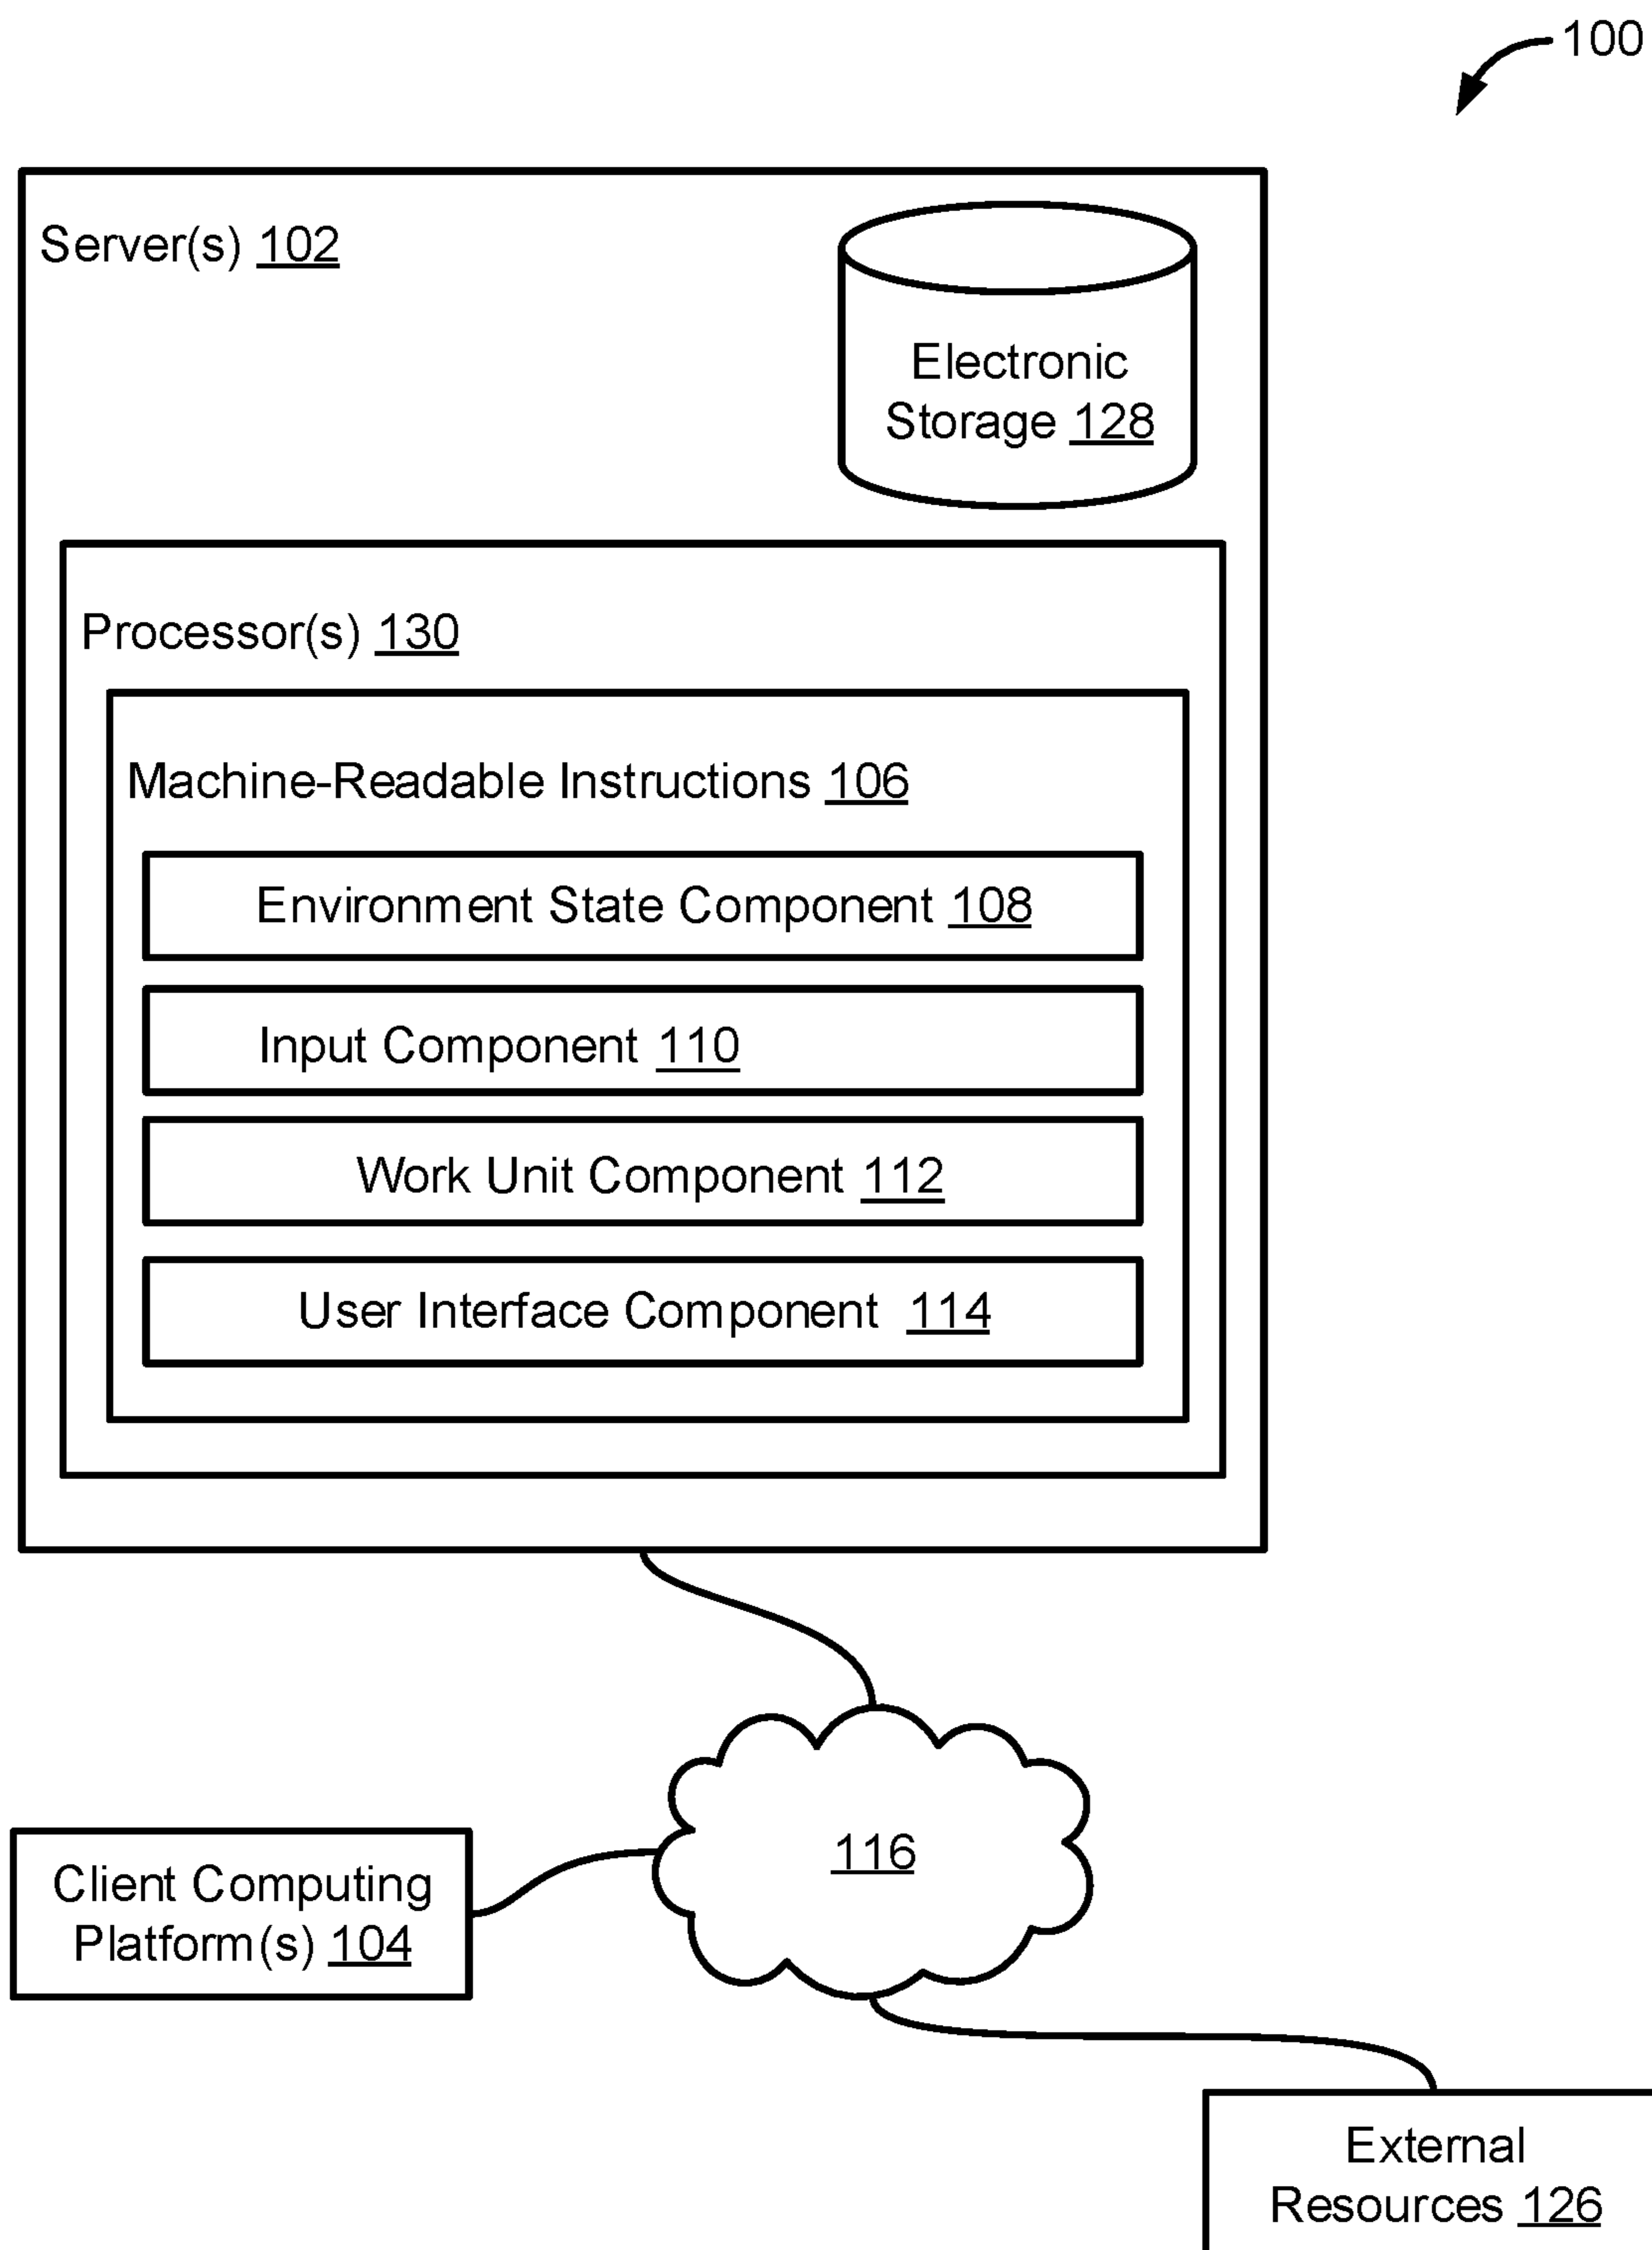 100
Server(s) 102
Electronic
Storage 128
Processor(s) 130
Machine-Readable Instructions 106
Environment State Component 108
Input Component 110
Work Unit Component 112
User Interface Component 114
116
Client Computing
Platform(s) 104
External
Resources 126